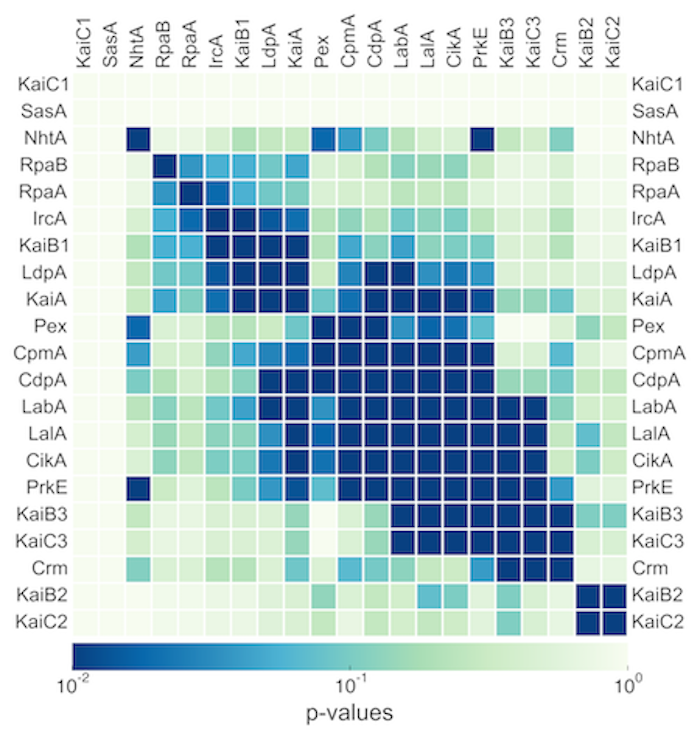 KaiC1 SasA NhtA RpaB RpaA IrcA KaiB1 LdpA KaiA Pex CpmA CdpA LabA LalA CikA PrkE KaiB3 KaiC3 Crm KaiB2 KaiC2
KaiC1 KaiC1
SasA SasA
NhtA NhtA
RpaB RpaB
RpaA RpaA
IrcA IrcA
KaiB1 KaiB1
LdpA LdpA
KaiA KaiA
Pex Pex
CpmA CpmA
CdpA CdpA
LabA LabA
LalA LalA
CikA CikA
PrkE PrkE
KaiB3 KaiB3
KaiC3 KaiC3
Crm Crm
KaiB2 KaiB2
KaiC2 KaiC2
10⁻² 10⁻¹ 10⁰
p-values